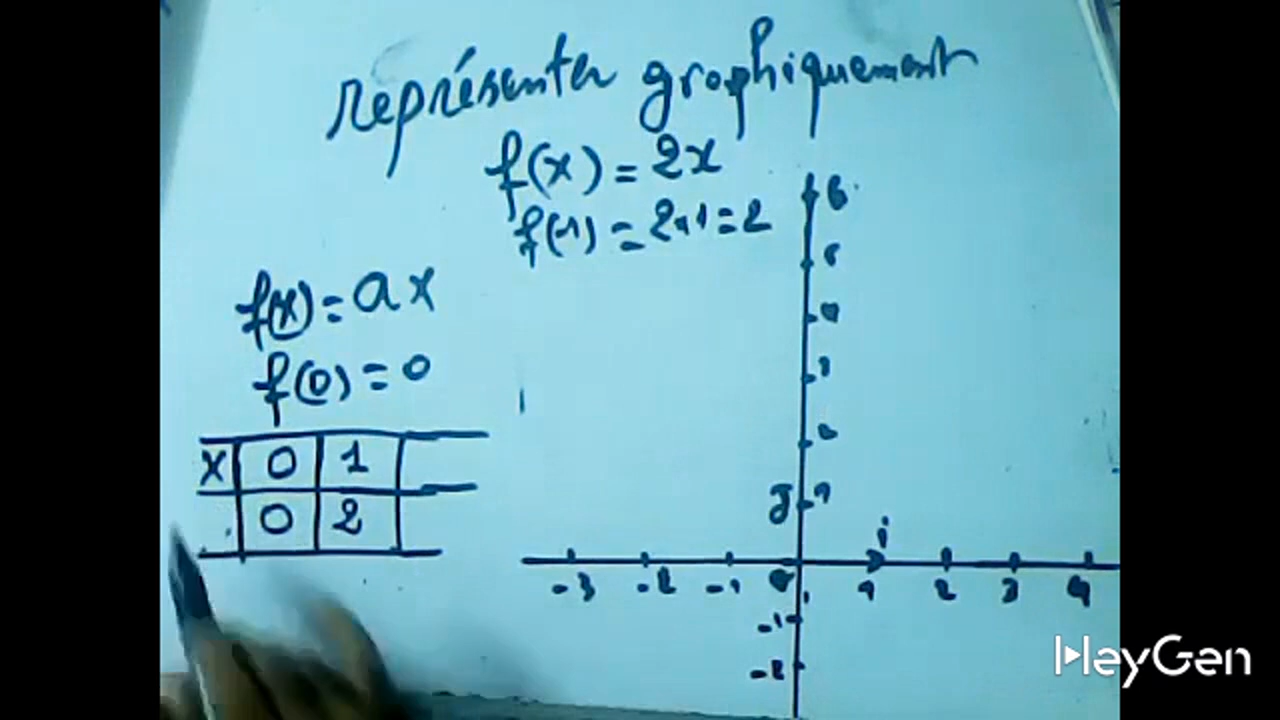 représenter graphiquement
f(x) = 2x
f(1) = 2×1 = 2
f(x) = ax
f(0) = 0
x 0 1
0 2
6
5
4
3
2
J 1
i
-3 -2 -1 0 1 2 3 4
-1
-2
HeyGen